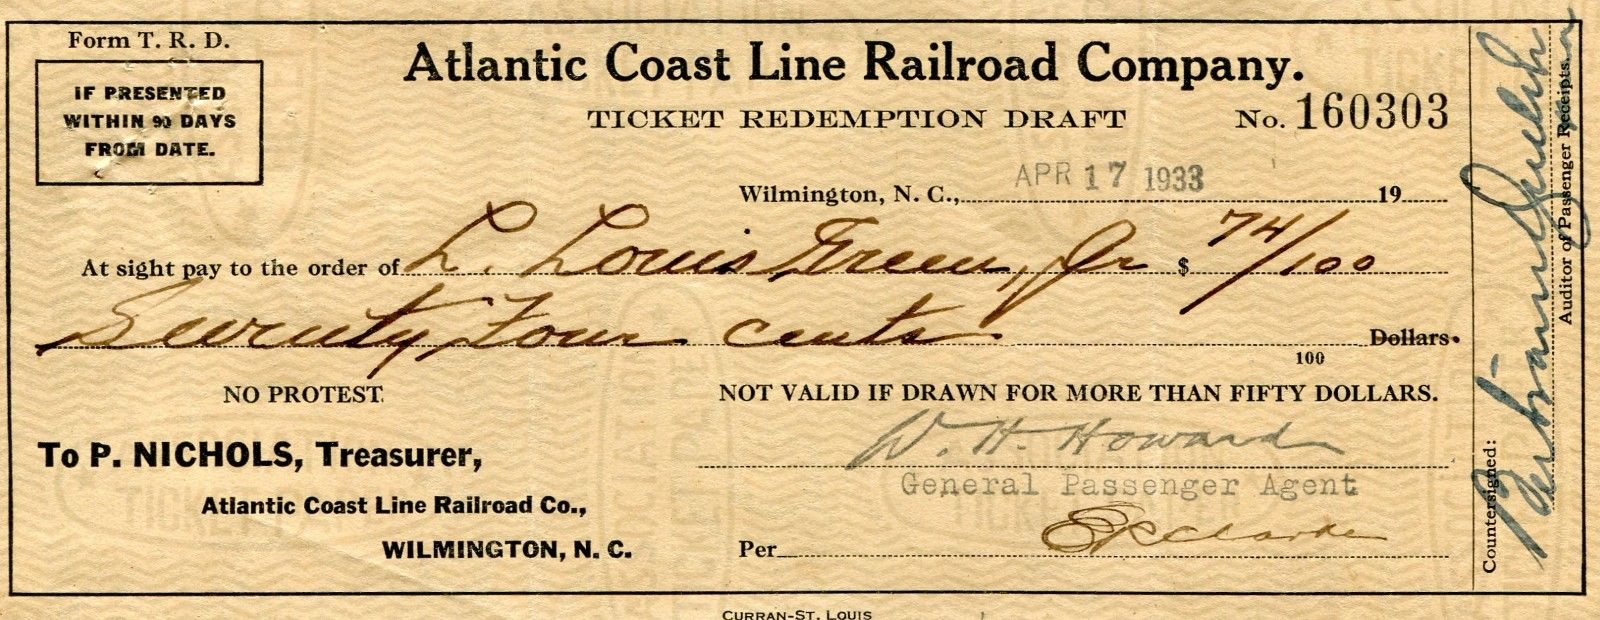 Form T. R. D.
IF PRESENTED
WITHIN 90 DAYS
FROM DATE.
Atlantic Coast Line Railroad Company.
TICKET REDEMPTION DRAFT No. 160303
Wilmington, N. C., APR 17 1933 19
At sight pay to the order of L. Louis Green, Jr $ 74/100
Seventy Four cents Dollars.
100
NO PROTEST.
NOT VALID IF DRAWN FOR MORE THAN FIFTY DOLLARS.
To P. NICHOLS, Treasurer,
Atlantic Coast Line Railroad Co.,
WILMINGTON, N. C.
W. H. Howard
General Passenger Agent
Per E R Clarke
Countersigned:
Auditor of Passenger Receipts.
CURRAN-ST. LOUIS